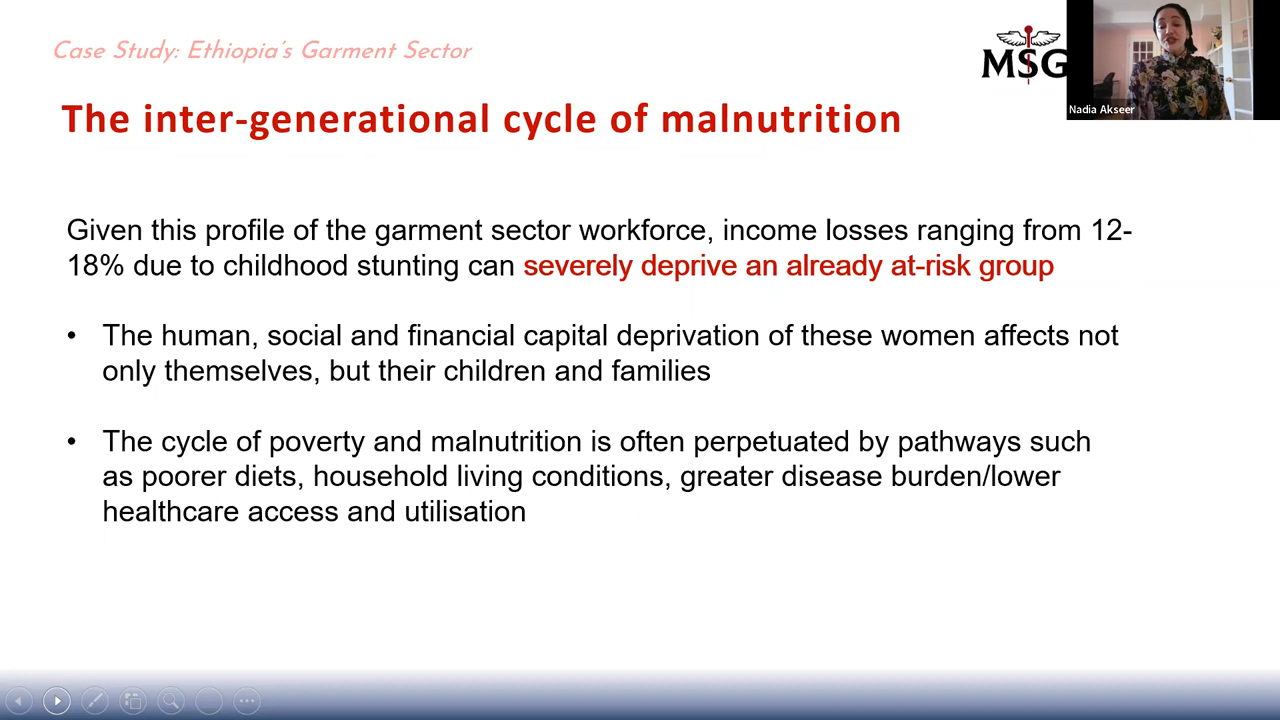 Case Study: Ethiopia's Garment Sector
MSG
Nadia Akseer
The inter-generational cycle of malnutrition
Given this profile of the garment sector workforce, income losses ranging from 12-
18% due to childhood stunting can severely deprive an already at-risk group
• The human, social and financial capital deprivation of these women affects not
only themselves, but their children and families
• The cycle of poverty and malnutrition is often perpetuated by pathways such
as poorer diets, household living conditions, greater disease burden/lower
healthcare access and utilisation